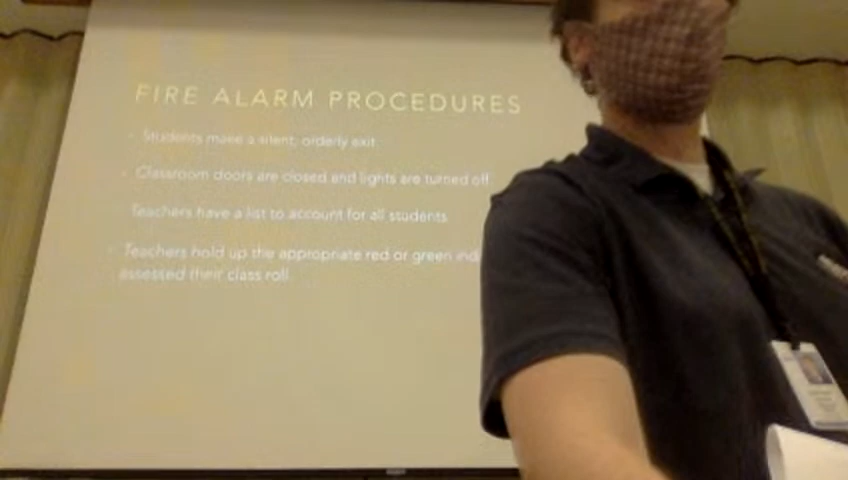 FIRE ALARM PROCEDURES
Students make a silent, orderly exit
Classroom doors are closed and lights are turned off
Teachers have a list to account for all students
Teachers hold up the appropriate red or green indi
assessed their class roll.